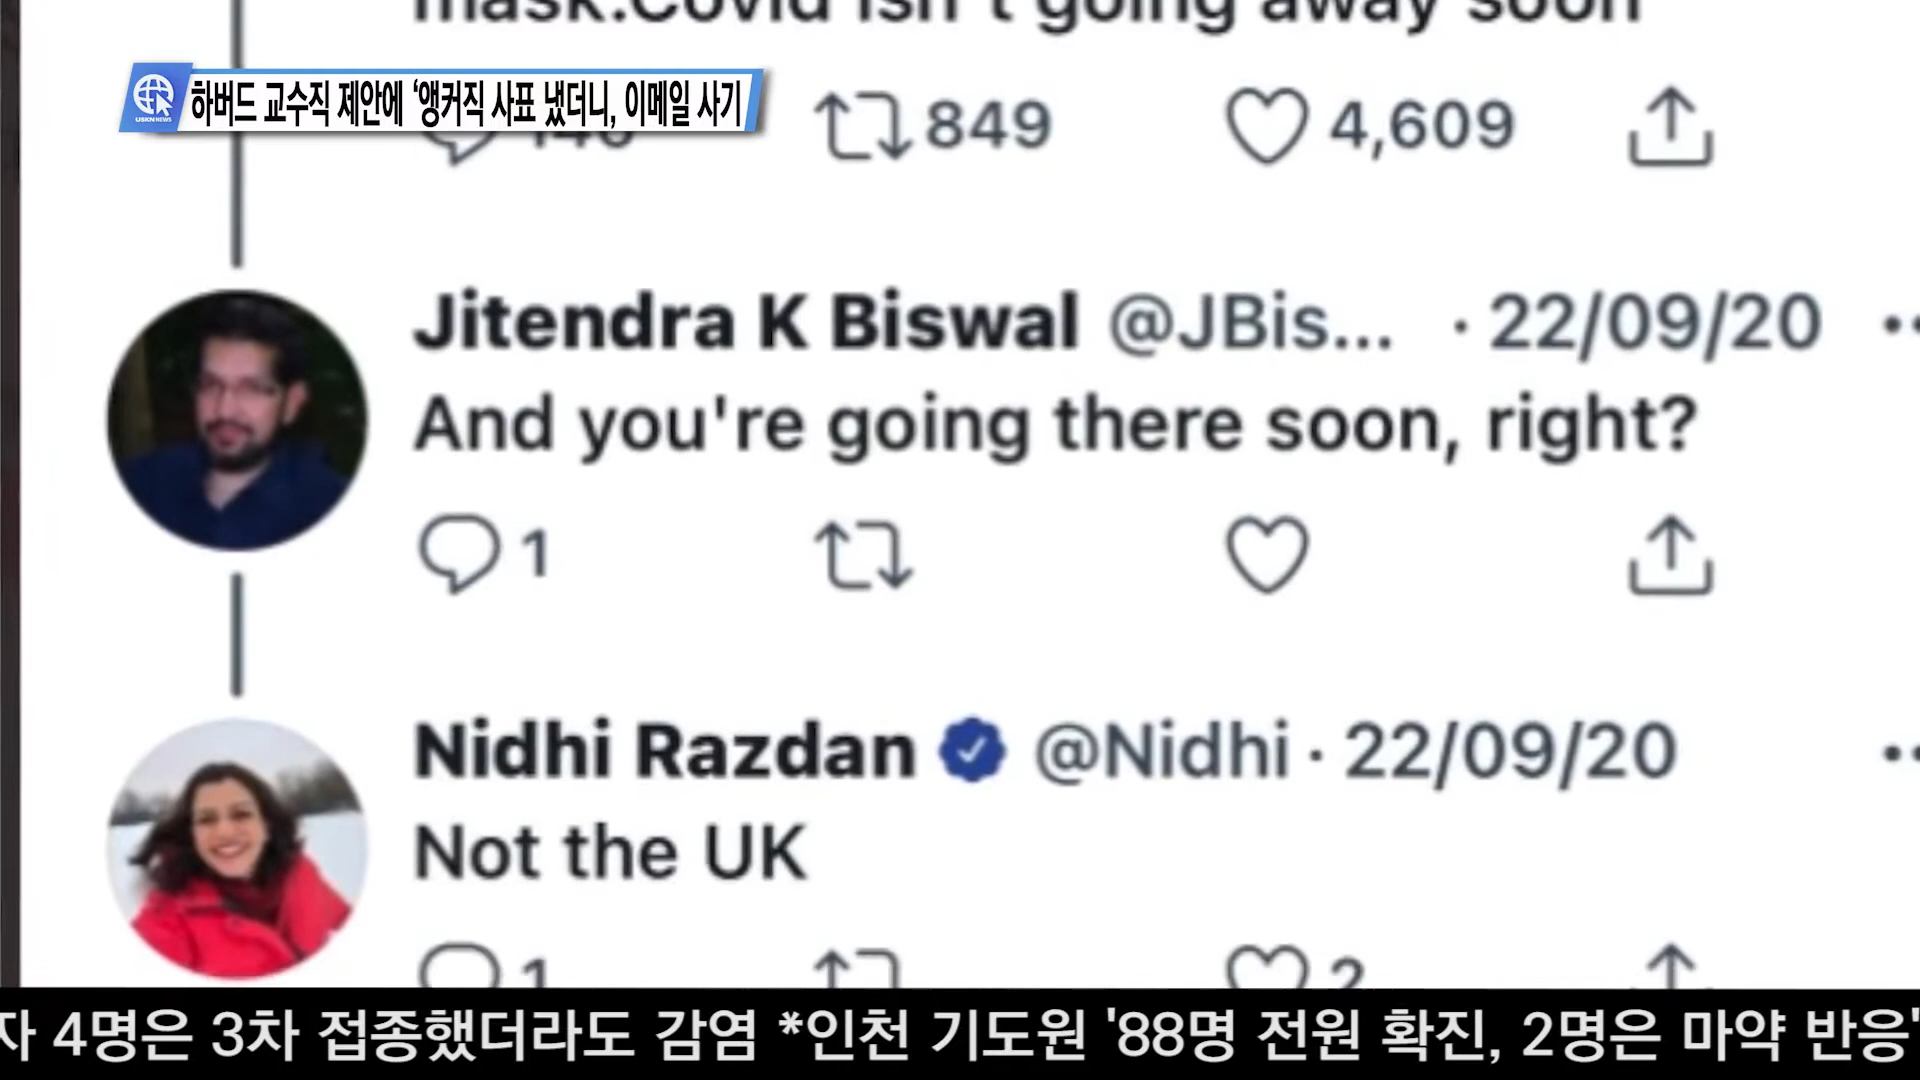 mask.Covid isn't going away soon
USKN NEWS
하버드 교수직 제안에 ‘앵커직 사표 냈더니, 이메일 사기
849
4,609
Jitendra K Biswal @JBis... · 22/09/20
And you're going there soon, right?
1
Nidhi Razdan @Nidhi · 22/09/20
Not the UK
1 2
자 4명은 3차 접종했더라도 감염 *인천 기도원 '88명 전원 확진, 2명은 마약 반응'